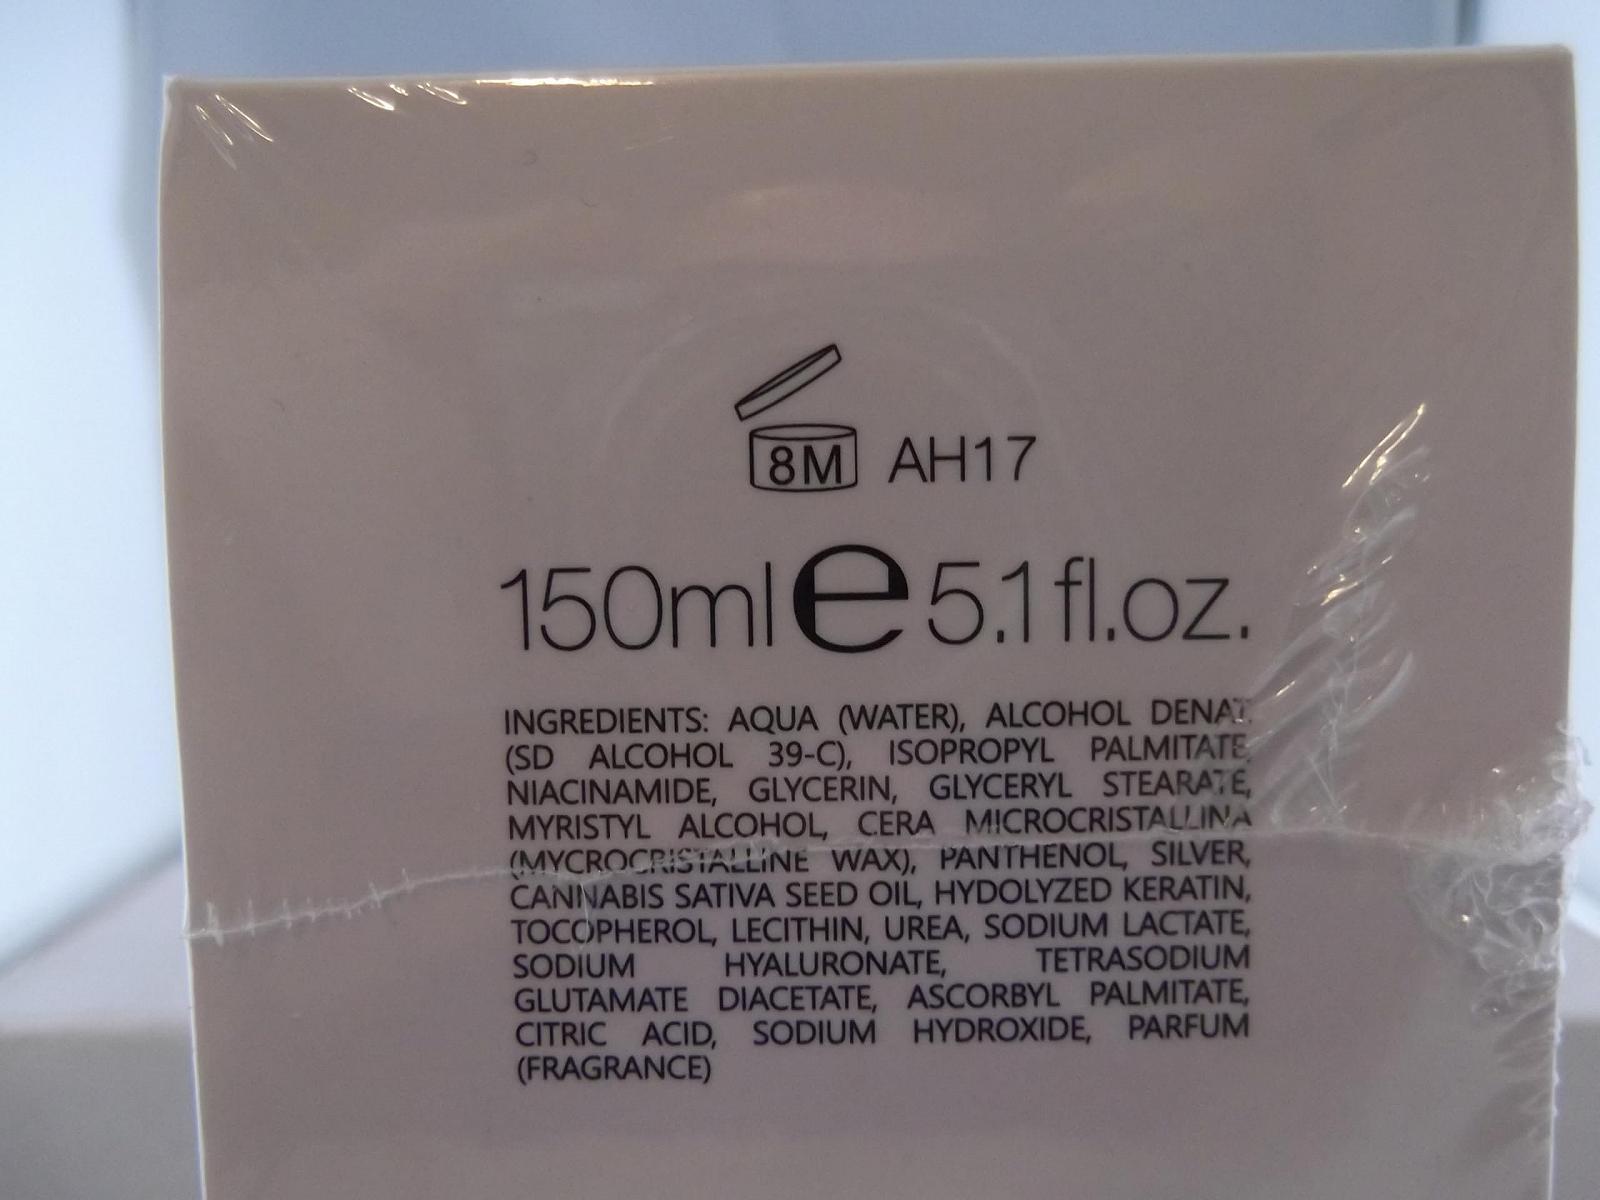 8M AH17
150ml e 5.1 fl.oz.
INGREDIENTS: AQUA (WATER), ALCOHOL DENAT.
(SD ALCOHOL 39-C), ISOPROPYL PALMITATE,
NIACINAMIDE, GLYCERIN, GLYCERYL STEARATE,
MYRISTYL ALCOHOL, CERA MICROCRISTALLINA
(MYCROCRISTALLINE WAX), PANTHENOL, SILVER,
CANNABIS SATIVA SEED OIL, HYDOLYZED KERATIN,
TOCOPHEROL, LECITHIN, UREA, SODIUM LACTATE,
SODIUM HYALURONATE, TETRASODIUM
GLUTAMATE DIACETATE, ASCORBYL PALMITATE,
CITRIC ACID, SODIUM HYDROXIDE, PARFUM
(FRAGRANCE)